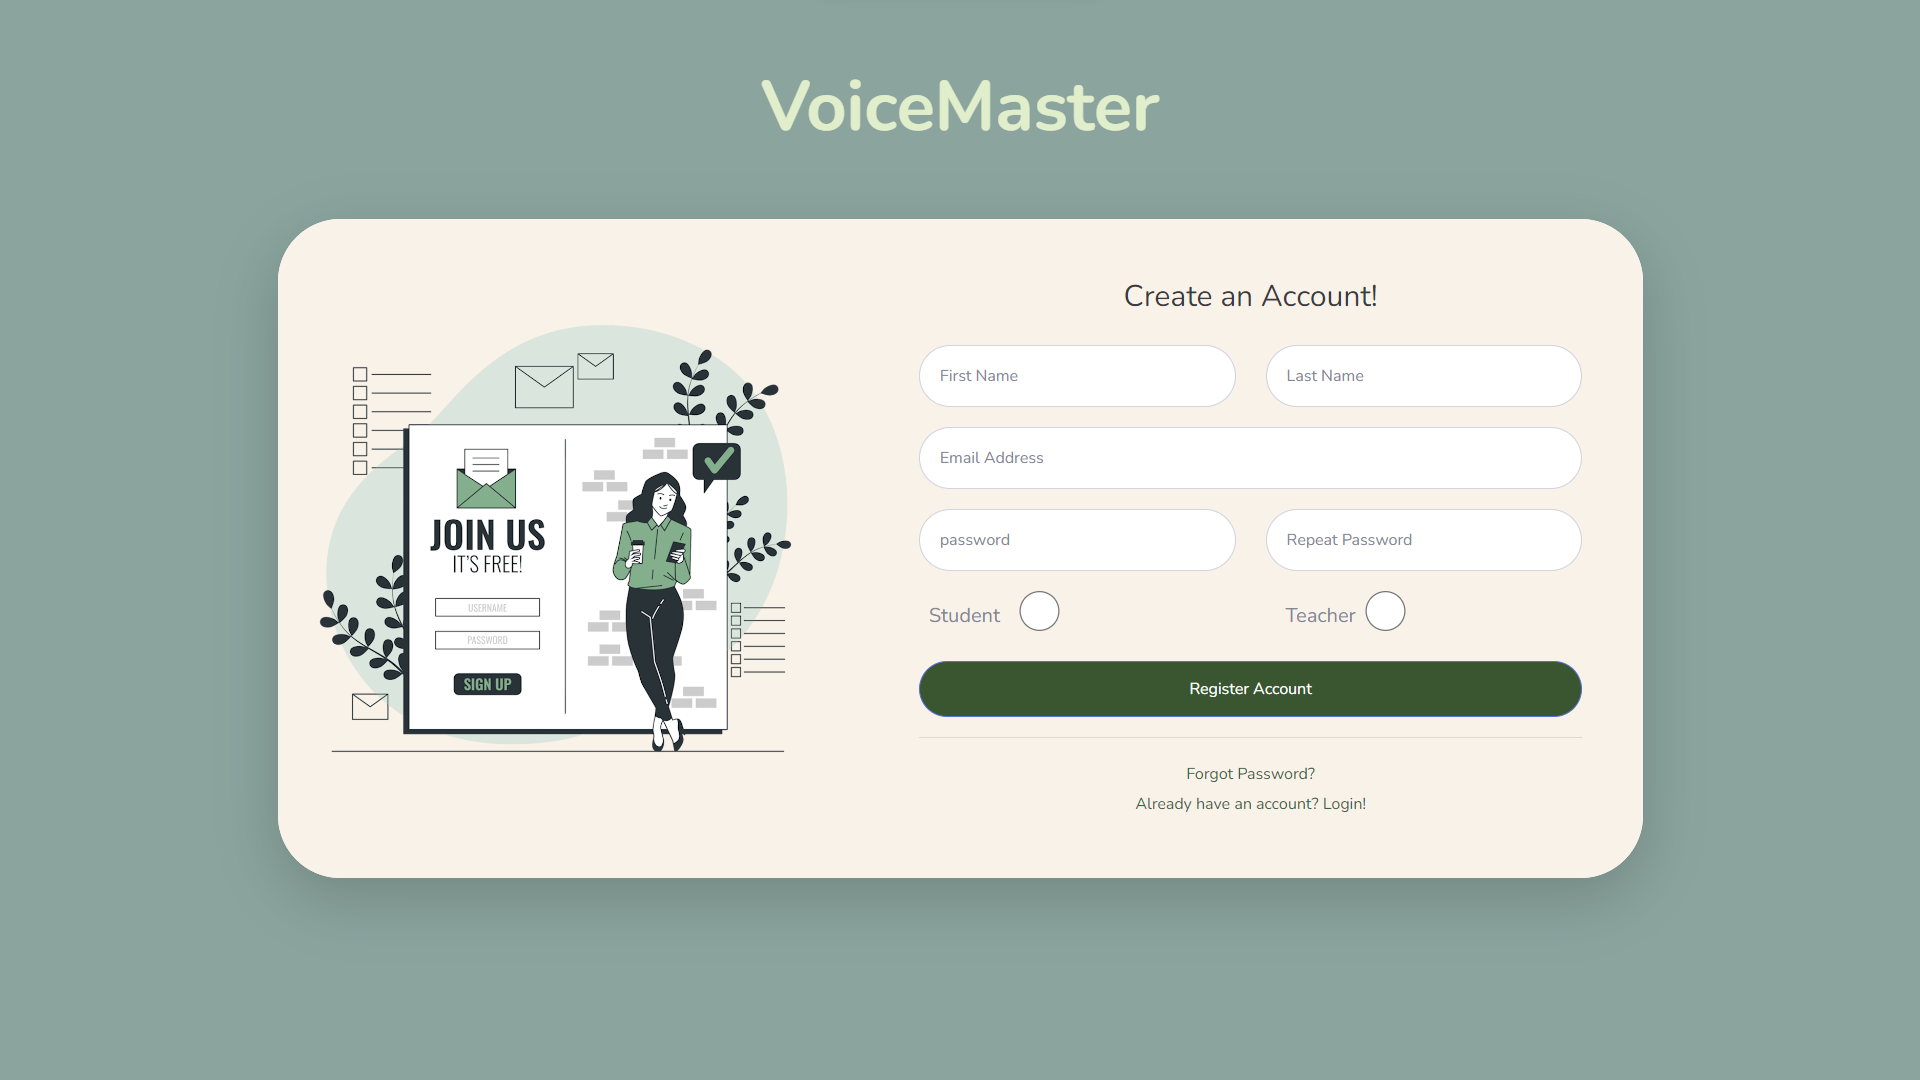 VoiceMaster
JOIN US
IT'S FREE!
USERNAME
PASSWORD
SIGN UP
Create an Account!
First Name
Last Name
Email Address
password
Repeat Password
Student
Teacher
Register Account
Forgot Password?
Already have an account? Login!